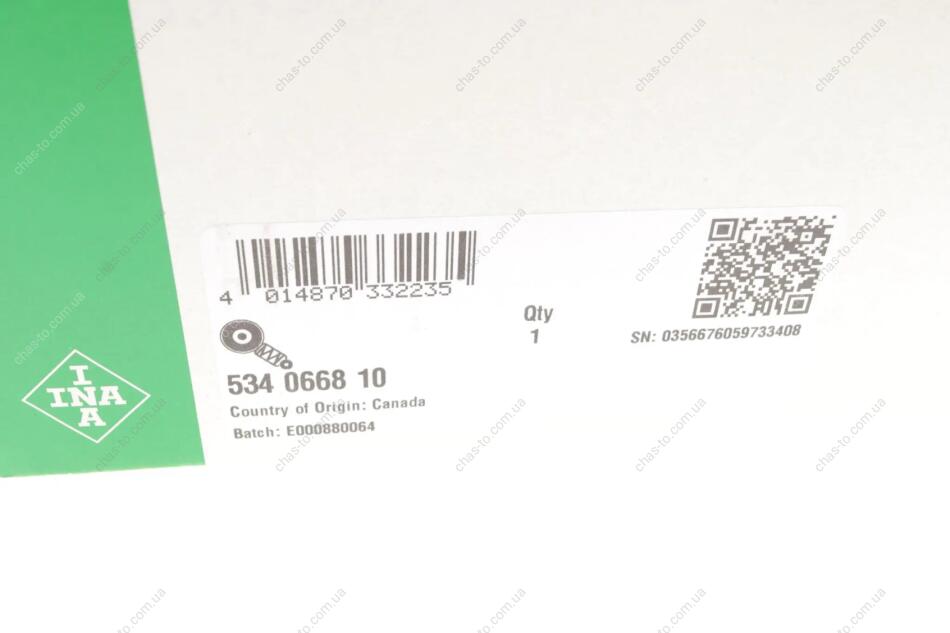 4 014870 332235
Qty
1
SN: 0356676059733408
534 0668 10
Country of Origin: Canada
Batch: E000880064
I
INA
A
chas-to.com.ua